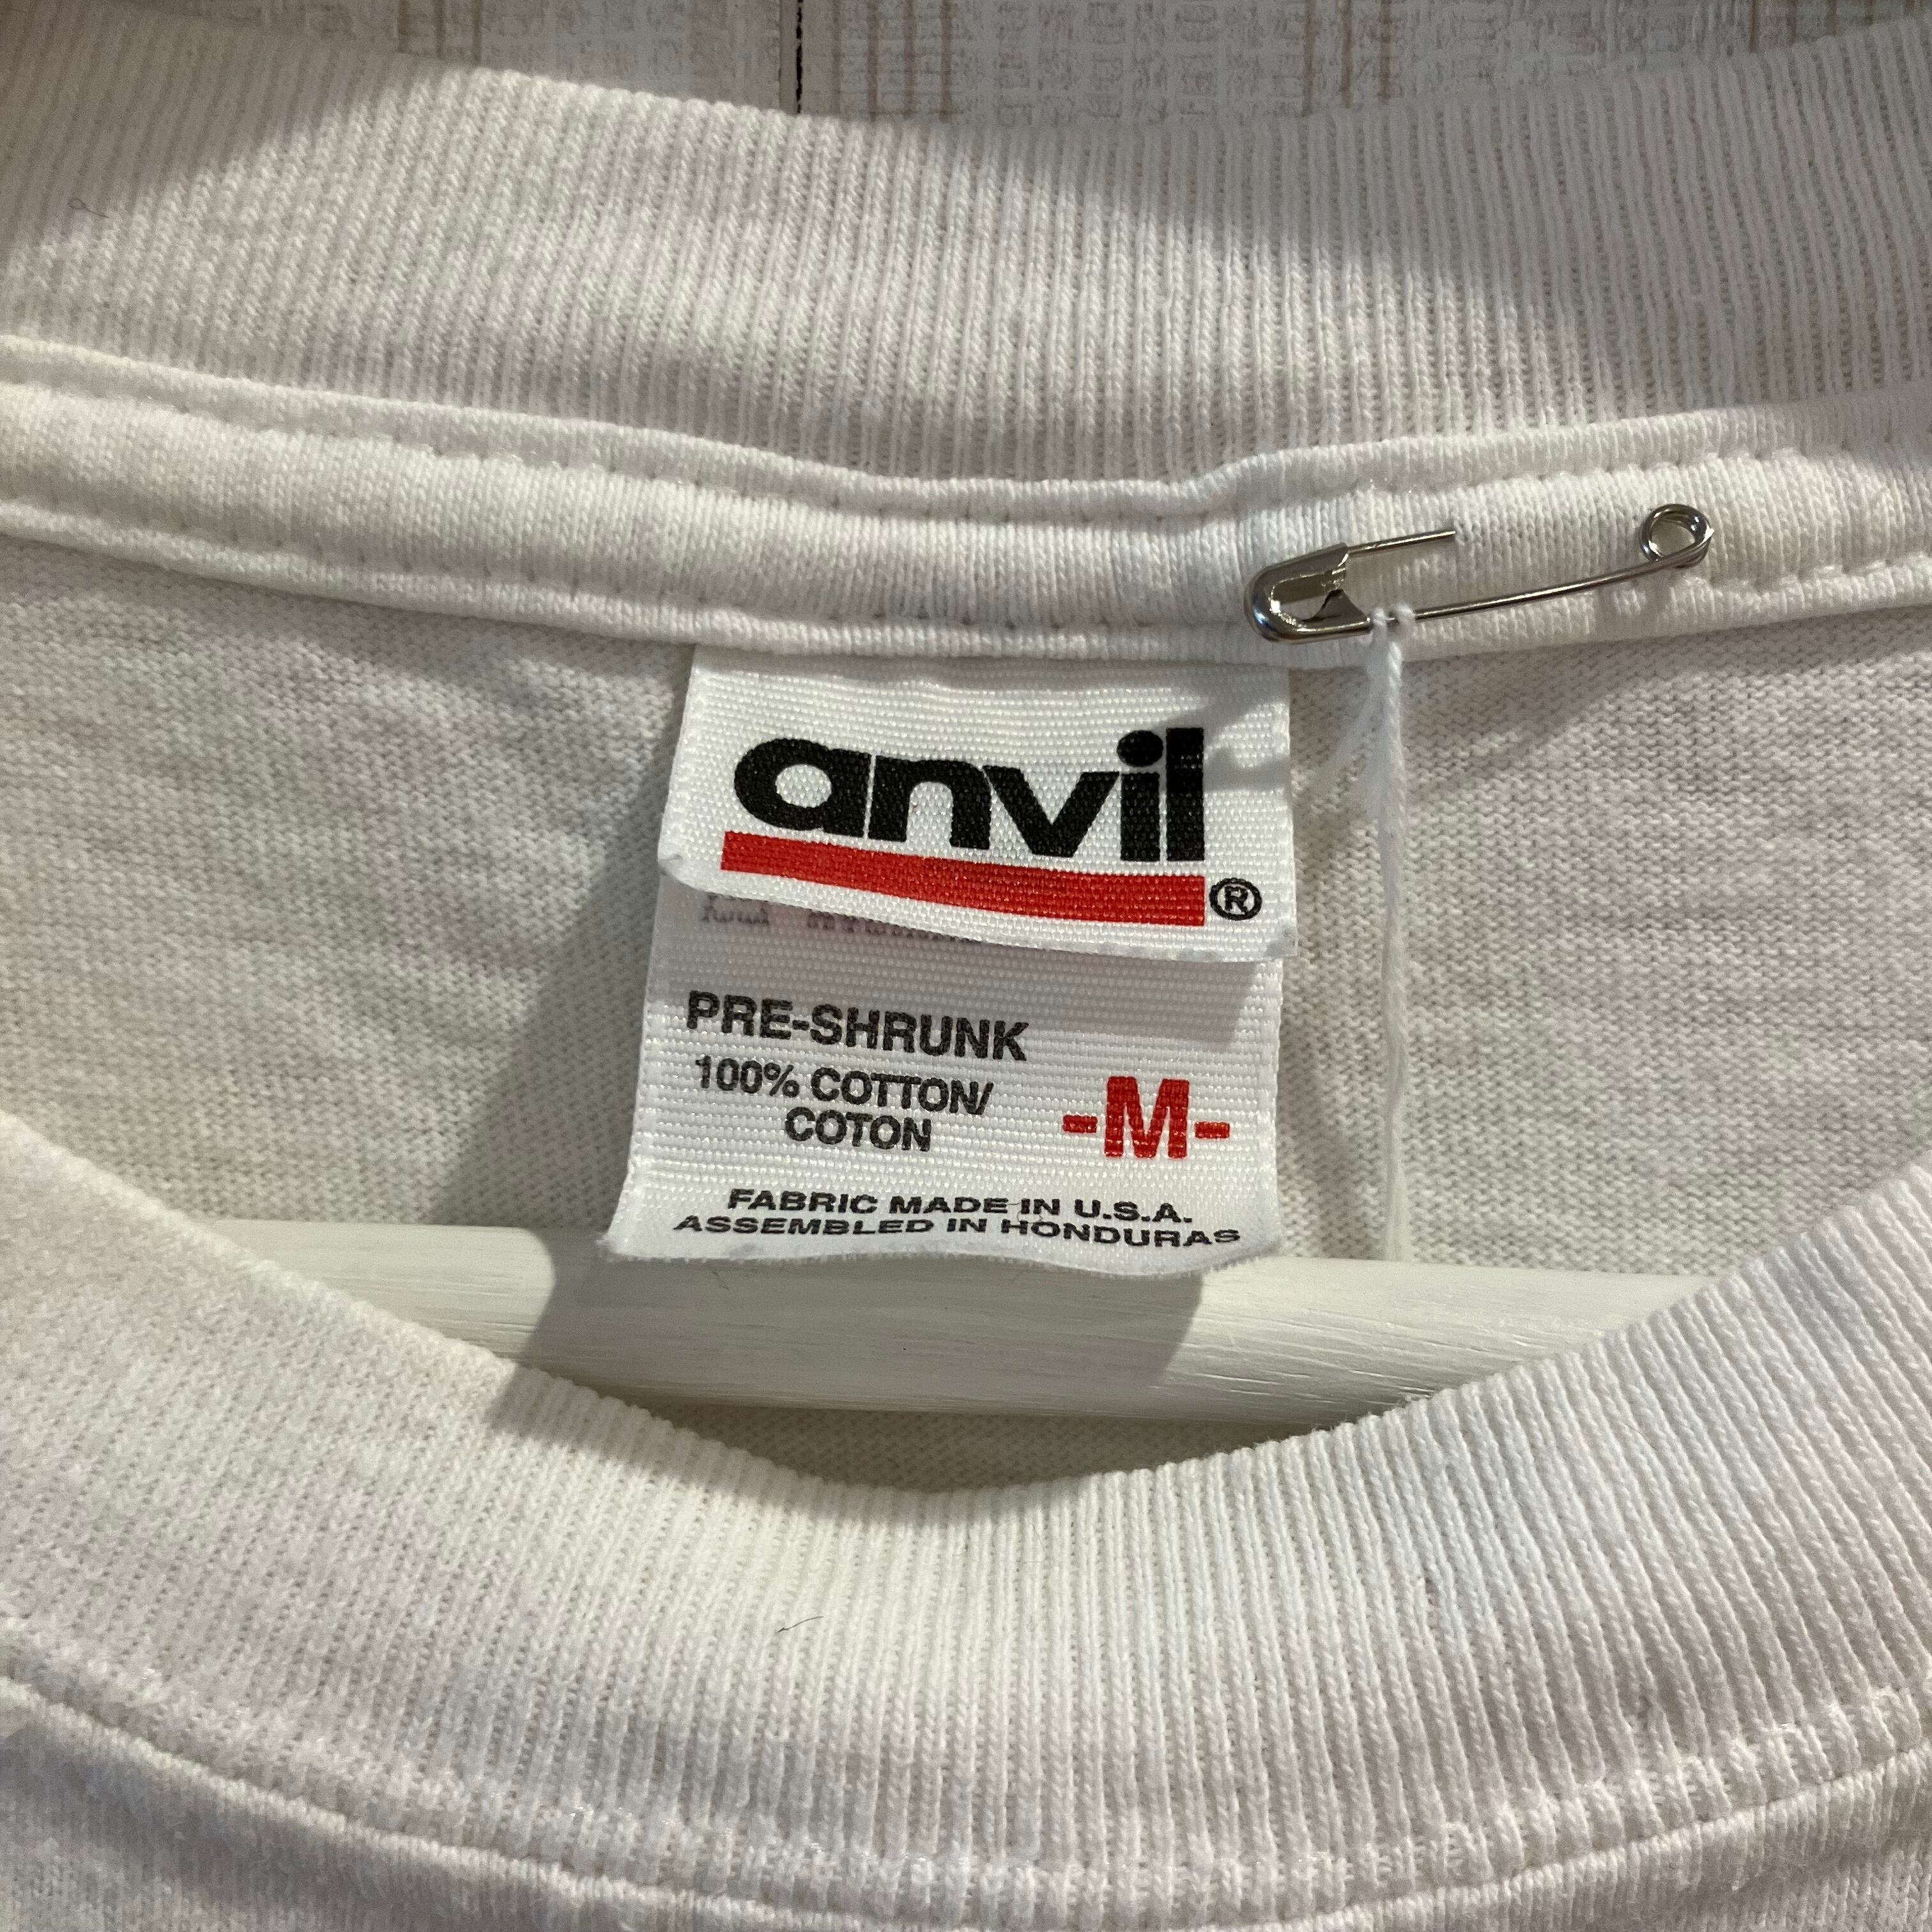 anvil
®
PRE-SHRUNK
100% COTTON/
COTON
-M-
FABRIC MADE IN U.S.A.
ASSEMBLED IN HONDURAS